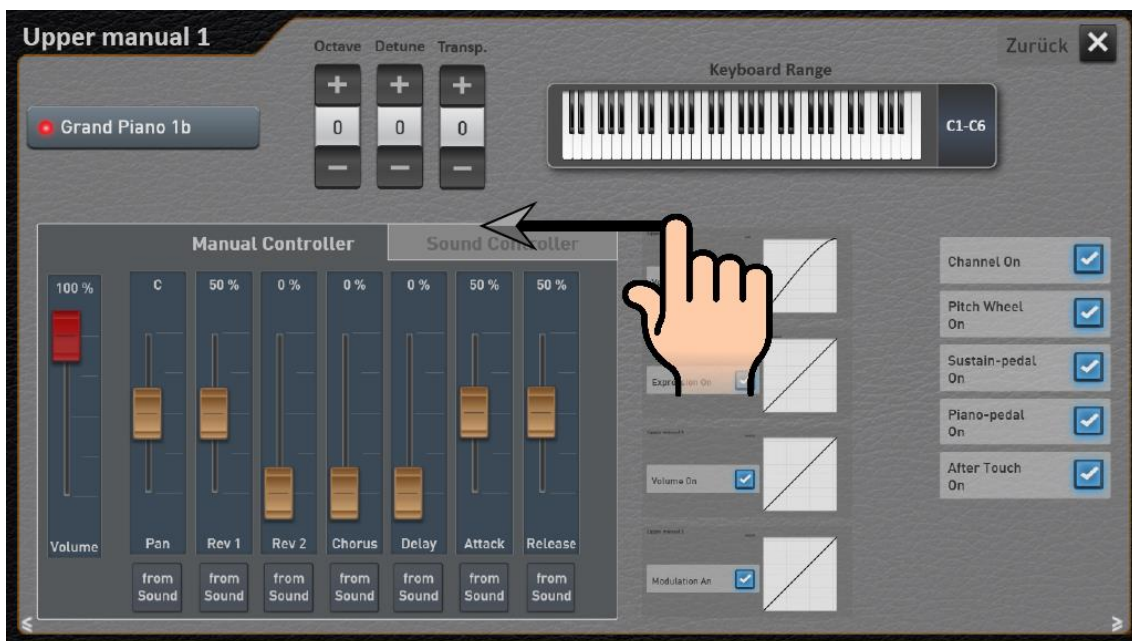 Upper manual 1
Octave Detune Transp.
Zurück
Keyboard Range
+ + +
Grand Piano 1b
0 0 0
C1-C6
− − −
Manual Controller
Sound Controller
100 % C 50 % 0 % 0 % 0 % 50 % 50 %
Volume Pan Rev 1 Rev 2 Chorus Delay Attack Release
from Sound
from Sound
from Sound
from Sound
from Sound
from Sound
from Sound
Expression On
Volume On
Modulation An
Channel On
Pitch Wheel
On
Sustain-pedal
On
Piano-pedal
On
After Touch
On